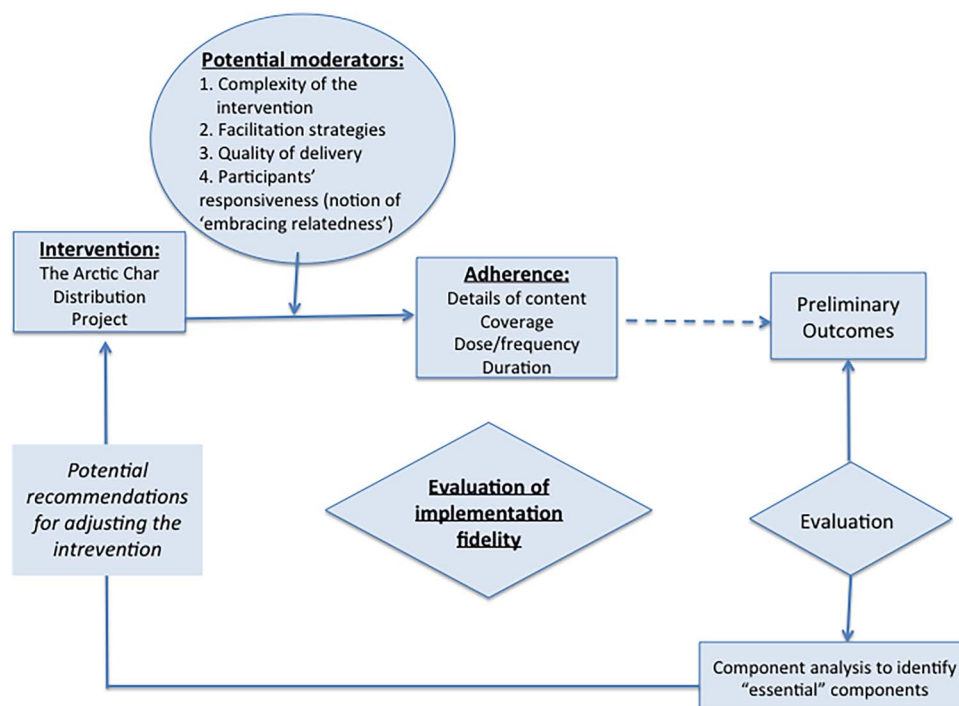 Potential moderators:
1. Complexity of the
intervention
2. Facilitation strategies
3. Quality of delivery
4. Participants'
responsiveness (notion of
'embracing relatedness')
Intervention:
The Arctic Char
Distribution
Project
Adherence:
Details of content
Coverage
Dose/frequency
Duration
Preliminary
Outcomes
Potential
recommendations
for adjusting the
intrevention
Evaluation of
implementation
fidelity
Evaluation
Component analysis to identify
"essential" components